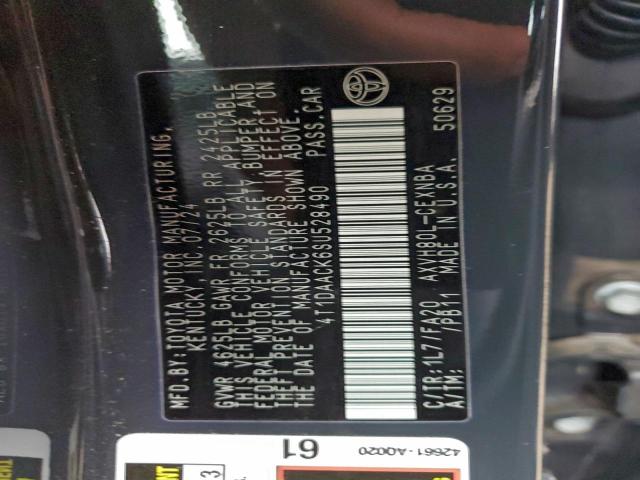 MFD.BY:TOYOTA MOTOR MANUFACTURING,
KENTUCKY, INC. 07/24
GVWR 4625LB GAWR FR 2825LB RR 2425LB
THIS VEHICLE CONFORMS TO ALL APPLICABLE
FEDERAL MOTOR VEHICLE SAFETY, BUMPER AND
THEFT PREVENTION STANDARDS IN EFFECT ON
THE DATE OF MANUFACTURE SHOWN ABOVE.
4T1DAACK6SU528490 PASS.CAR
C/TR:1L7/FA20 AXVH80L-CEXNBA
A/TM: /PB11 MADE IN U.S.A. 50629
61
42661-AQ020